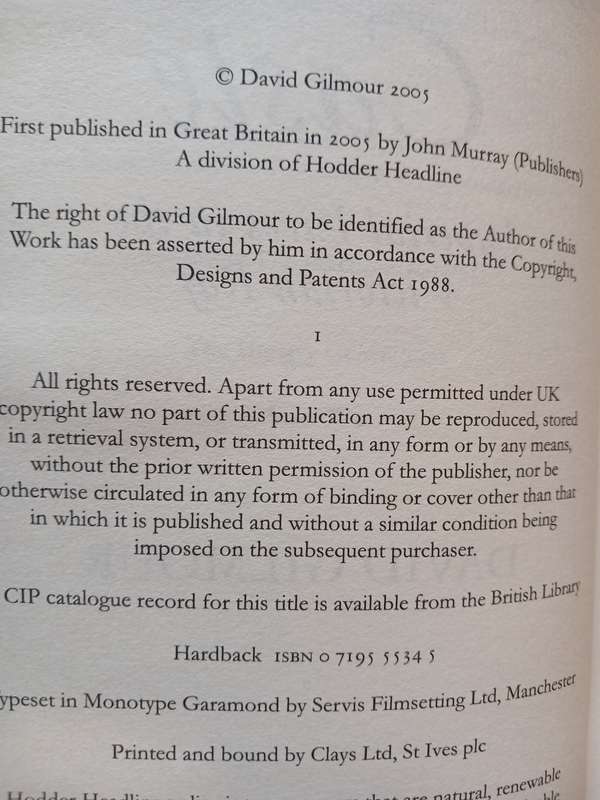 © David Gilmour 2005
First published in Great Britain in 2005 by John Murray (Publishers)
A division of Hodder Headline
The right of David Gilmour to be identified as the Author of this
Work has been asserted by him in accordance with the Copyright,
Designs and Patents Act 1988.
1
All rights reserved. Apart from any use permitted under UK
copyright law no part of this publication may be reproduced, stored
in a retrieval system, or transmitted, in any form or by any means,
without the prior written permission of the publisher, nor be
otherwise circulated in any form of binding or cover other than that
in which it is published and without a similar condition being
imposed on the subsequent purchaser.
CIP catalogue record for this title is available from the British Library
Hardback ISBN 0 7195 5534 5
ypeset in Monotype Garamond by Servis Filmsetting Ltd, Manchester
Printed and bound by Clays Ltd, St Ives plc
Hodder Headline that are natural, renewable